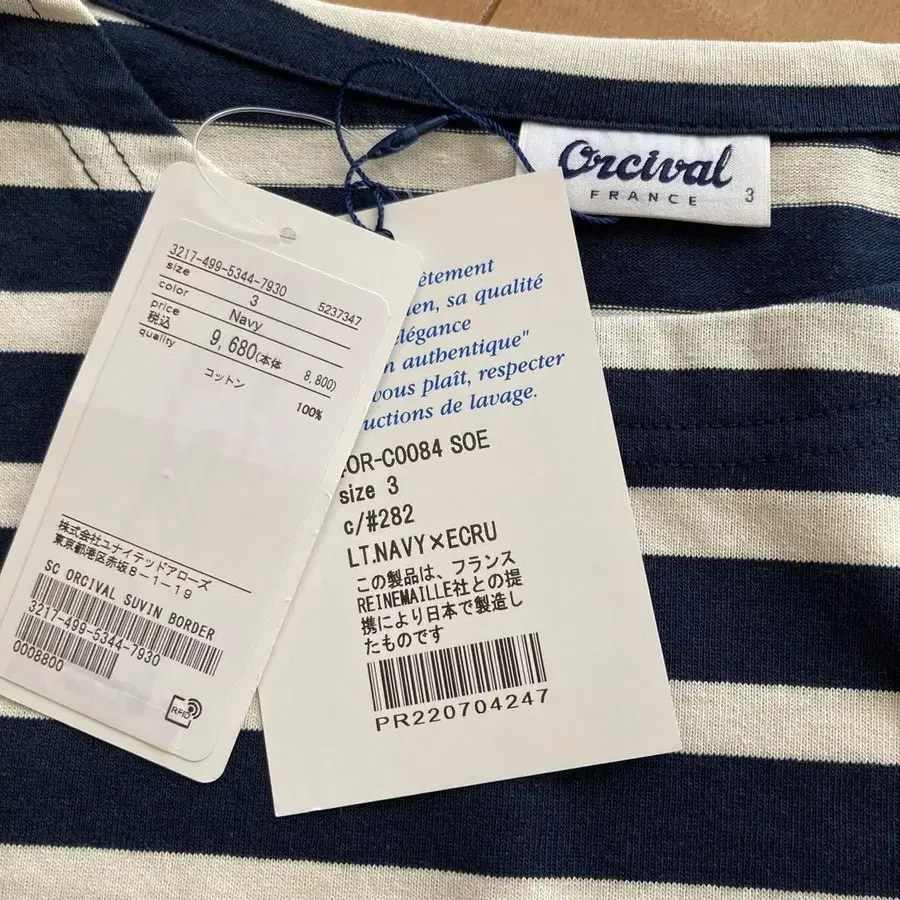 Orcival
FRANCE
3
3217-499-5344-7930
size 5237347
3
color
Navy
price
税込 9,680(本体 8,800)
quality
コットン
100%
株式会社ユナイテッドアローズ
東京都港区赤坂8-1-19
SC ORCIVAL SUVIN BORDER
3217-499-5344-7930
0008800
RFID
êtement
en, sa qualité
élégance
n authentique"
vous plaît, respecter
uctions de lavage.
OR-C0084 SOE
size 3
c/#282
LT.NAVY×ECRU
この製品は、フランス
REINEMAILLE社との提
携により日本で製造し
たものです
PR220704247